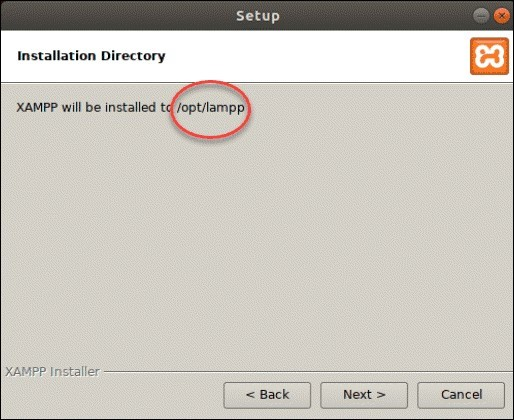 Setup
Installation Directory
XAMPP will be installed to /opt/lampp
XAMPP Installer
< Back
Next >
Cancel